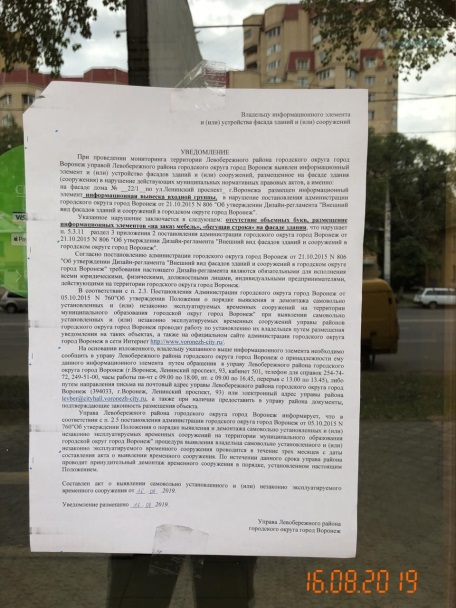 Владельцу информационного элемента
и (или) устройства фасада зданий и (или) сооружений
УВЕДОМЛЕНИЕ
При проведении мониторинга территории Левобережного района городского округа город
Воронеж управой Левобережного района городского округа город Воронеж выявлен информационный
элемент и (или) устройство фасада зданий и (или) сооружений, размещенное на фасаде здания
(сооружения) в нарушение действующих муниципальных нормативных правовых актов, а именно:
на фасаде дома № 22/1 по ул.Ленинский проспект , г.Воронеж размещен информационный
элемент информационная вывеска входной группы, в нарушение постановления администрации
городского округа город Воронеж от 21.10.2015 N 806 "Об утверждении Дизайн-регламента "Внешний
вид фасадов зданий и сооружений в городском округе город Воронеж".
Указанное нарушение заключается в следующем отсутствие объемных букв, размещение
информационных элементов «на заказ мебель», «бегущая строка» на фасаде здания, что нарушает
п. 5.3.11 раздел 3 приложения 2 постановления администрации городского округа город Воронеж от
21.10.2015 N 806 "Об утверждении Дизайн-регламента "Внешний вид фасадов зданий и сооружений в
городском округе город Воронеж".
Согласно постановлению администрации городского округа город Воронеж от 21.10.2015 N 806
"Об утверждении Дизайн-регламента "Внешний вид фасадов зданий и сооружений в городском округе
город Воронеж" требования настоящего Дизайн-регламента являются обязательными для исполнения
всеми юридическими, физическими, должностными лицами, индивидуальными предпринимателями,
действующими на территории городского округа город Воронеж.
В соответствии с п. 2.3. Постановления Администрации городского округа город Воронеж от
05.10.2015 N 760"Об утверждении Положения о порядке выявления и демонтажа самовольно
установленных и (или) незаконно эксплуатируемых временных сооружений на территории
муниципального образования городской округ город Воронеж" при выявлении самовольно
установленных и (или) незаконно эксплуатируемых временных сооружений управы районов
городского округа город Воронеж проводят работу по установлению их владельцев путем размещения
уведомления на таких объектах, а также на официальном сайте администрации городского округа
город Воронеж в сети Интернет http://www.voronezh-city.ru/.
На основании изложенного, владельцу указанного выше информационного элемента необходимо
сообщить в управу Левобережного района городского округа город Воронеж о принадлежности ему
данного информационного элемента путем обращения в управу Левобережного района городского
округа город Воронеж (г.Воронеж, Ленинский проспект, 93, кабинет 501, телефон для справок 254-74-
72, 249-51-00, часы работы пн-чт с 09.00 до 18.00, пт. с 09.00 по 16.45, перерыв с 13.00 по 13.45), либо
путем направления письма на почтовый адрес управы района городского округа город Воронеж
(394033, г.Воронеж, Ленинский проспект, 93) или электронный адрес управы района
levber@cityhall.voronezh-city.ru, а также при наличии предоставить в управу района документы,
подтверждающие законность размещения объекта.
Управа Левобережного района городского округа город Воронеж информирует, что в
соответствии с п. 2.5 постановления администрации городского округа город Воронеж от 05.10.2015 N
760"Об утверждении Положения о порядке выявления и демонтажа самовольно установленных и (или)
незаконно эксплуатируемых временных сооружений на территории муниципального образования
городской округ город Воронеж" процедура выявления владельца самовольно установленного и (или)
незаконно эксплуатируемого временного сооружения проводится в течение трех месяцев с даты
составления акта о выявлении временного сооружения. По истечении данного срока управа района
проводит принудительный демонтаж временного сооружения в порядке, установленном настоящим
Положением.
Составлен акт о выявлении самовольно установленного и (или) незаконно эксплуатируемого
временного сооружения от 16.08.2019.
Уведомление размещено 16.08.2019.
Управа Левобережного района
городского округа город Воронеж
16.08.2019